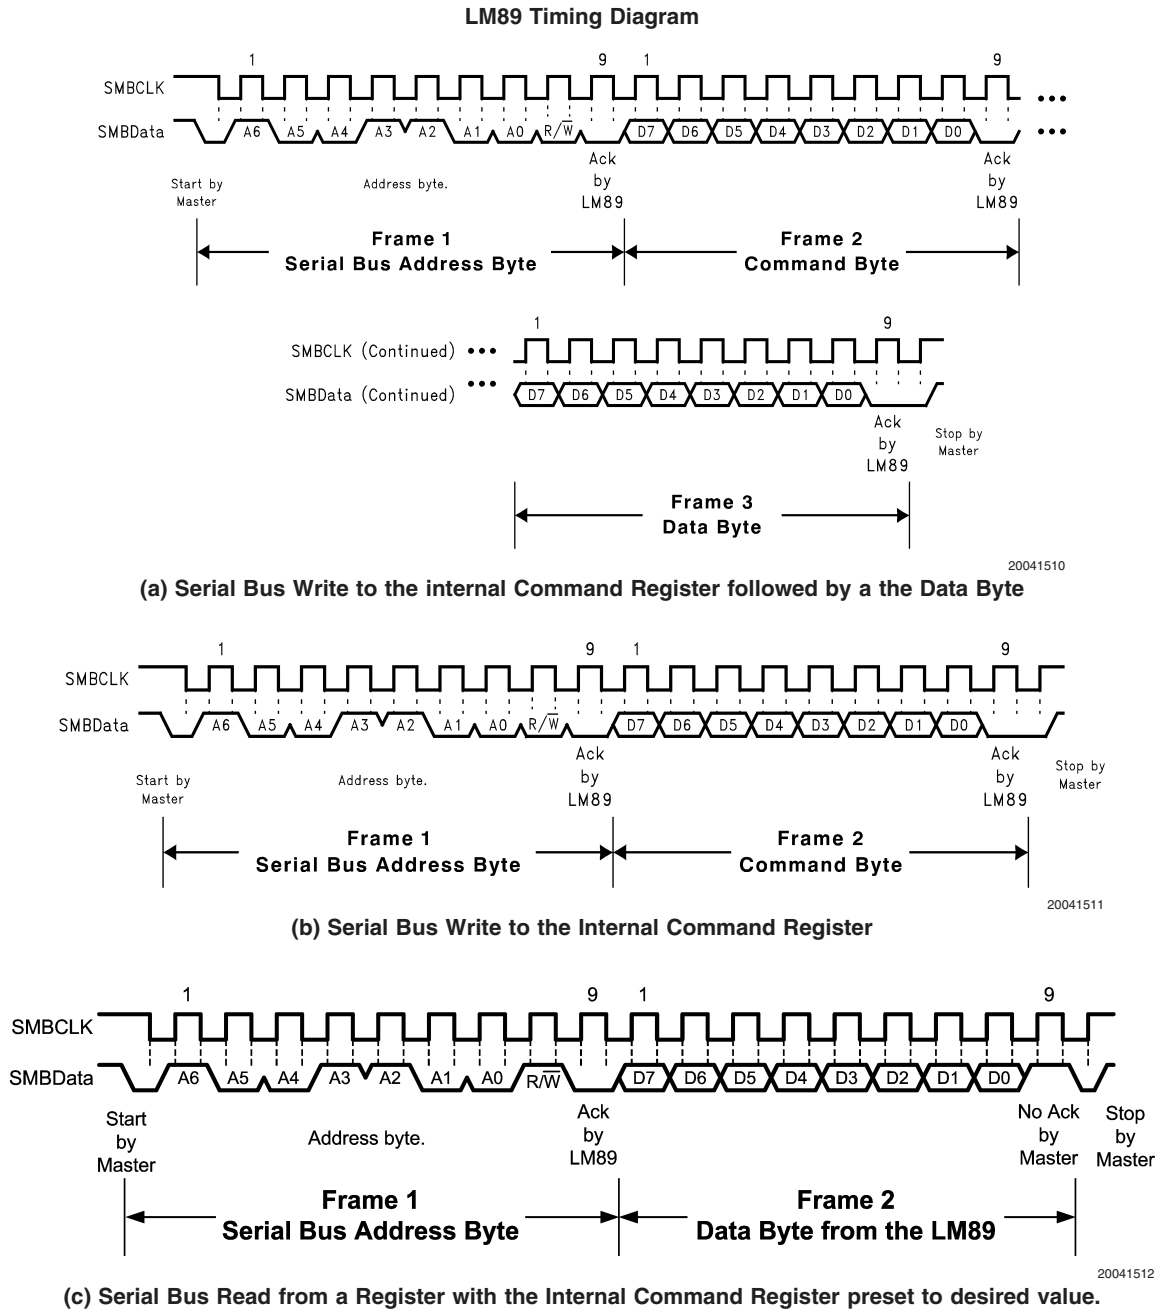 LM89 Timing Diagram
1 9 1 9
SMBCLK
SMBData A6 A5 A4 A3 A2 A1 A0 R/W̅ D7 D6 D5 D4 D3 D2 D1 D0
Start by
Master
Address byte.
Ack
by
LM89
Ack
by
LM89
Frame 1
Serial Bus Address Byte
Frame 2
Command Byte
1 9
SMBCLK (Continued)
SMBData (Continued) D7 D6 D5 D4 D3 D2 D1 D0
Ack
by
LM89
Stop by
Master
Frame 3
Data Byte
20041510
(a) Serial Bus Write to the internal Command Register followed by a the Data Byte
1 9 1 9
SMBCLK
SMBData A6 A5 A4 A3 A2 A1 A0 R/W̅ D7 D6 D5 D4 D3 D2 D1 D0
Start by
Master
Address byte.
Ack
by
LM89
Ack
by
LM89
Stop by
Master
Frame 1
Serial Bus Address Byte
Frame 2
Command Byte
20041511
(b) Serial Bus Write to the Internal Command Register
1 9 1 9
SMBCLK
SMBData A6 A5 A4 A3 A2 A1 A0 R/W̅ D7 D6 D5 D4 D3 D2 D1 D0
Start
by
Master
Address byte.
Ack
by
LM89
No Ack
by
Master
Stop
by
Master
Frame 1
Serial Bus Address Byte
Frame 2
Data Byte from the LM89
20041512
(c) Serial Bus Read from a Register with the Internal Command Register preset to desired value.